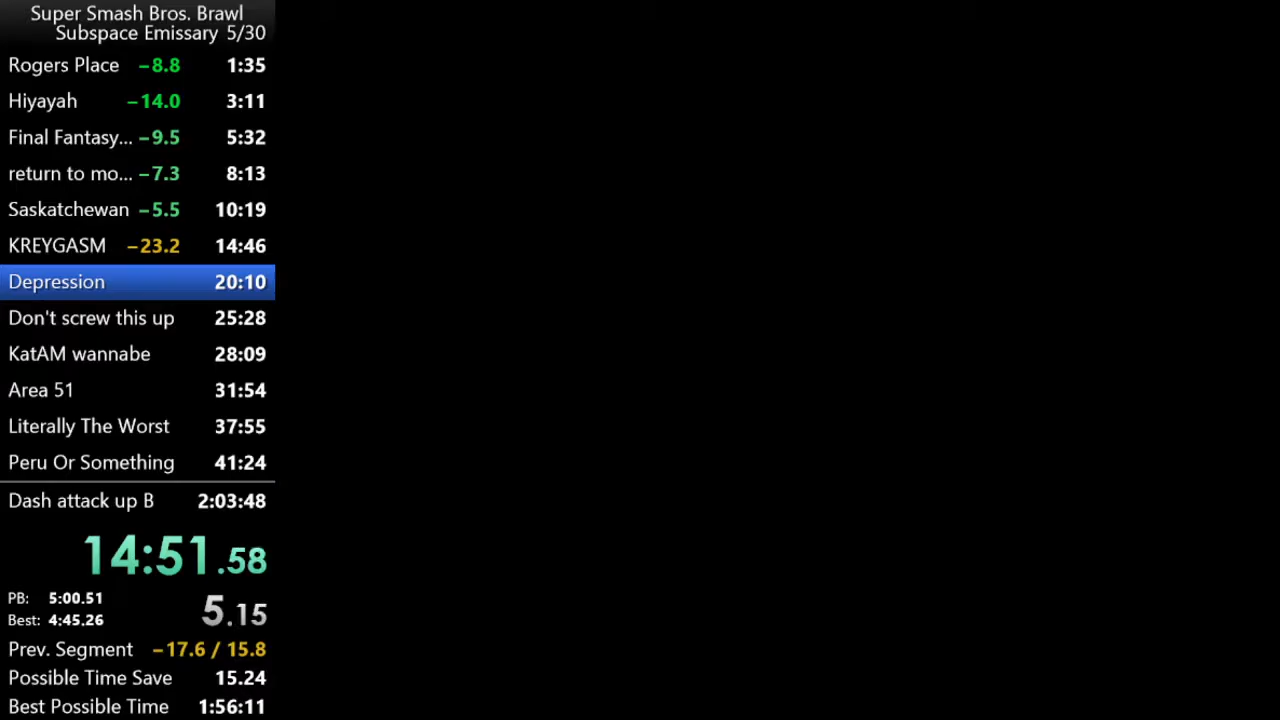 Super Smash Bros. Brawl
Subspace Emissary 5/30
Rogers Place −8.8 1:35
Hiyayah −14.0 3:11
Final Fantasy... −9.5 5:32
return to mo... −7.3 8:13
Saskatchewan −5.5 10:19
KREYGASM −23.2 14:46
Depression 20:10
Don't screw this up 25:28
KatAM wannabe 28:09
Area 51 31:54
Literally The Worst 37:55
Peru Or Something 41:24
Dash attack up B 2:03:48
14:51.58
PB: 5:00.51
Best: 4:45.26
5.15
Prev. Segment −17.6 / 15.8
Possible Time Save 15.24
Best Possible Time 1:56:11